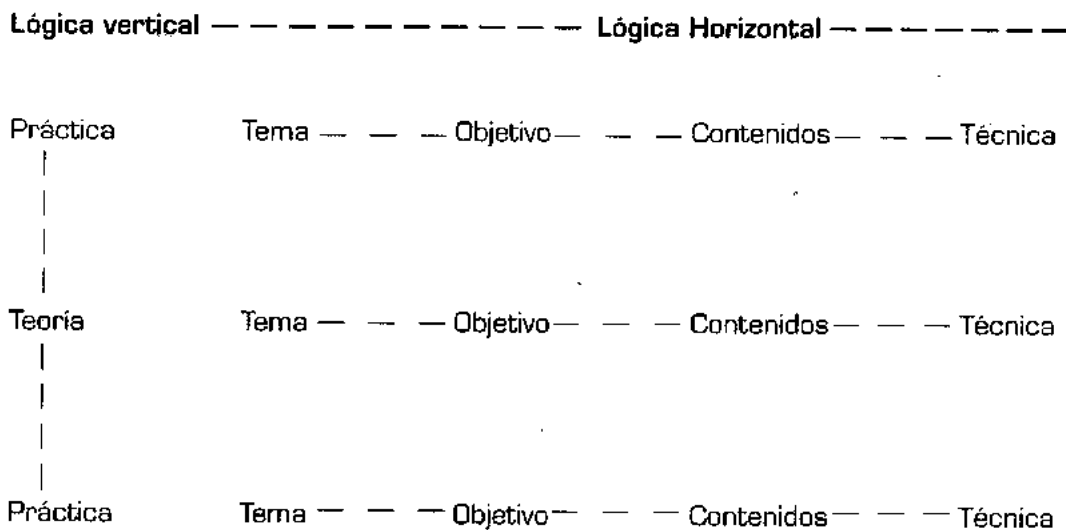 Lógica vertical — — — — — — — — — Lógica Horizontal — — — — — —
Práctica Tema — — — Objetivo — — — Contenidos — — — Técnica
Teoría Tema — — — Objetivo — — — Contenidos — — — Técnica
Práctica Tema — — — Objetivo — — — Contenidos — — — Técnica